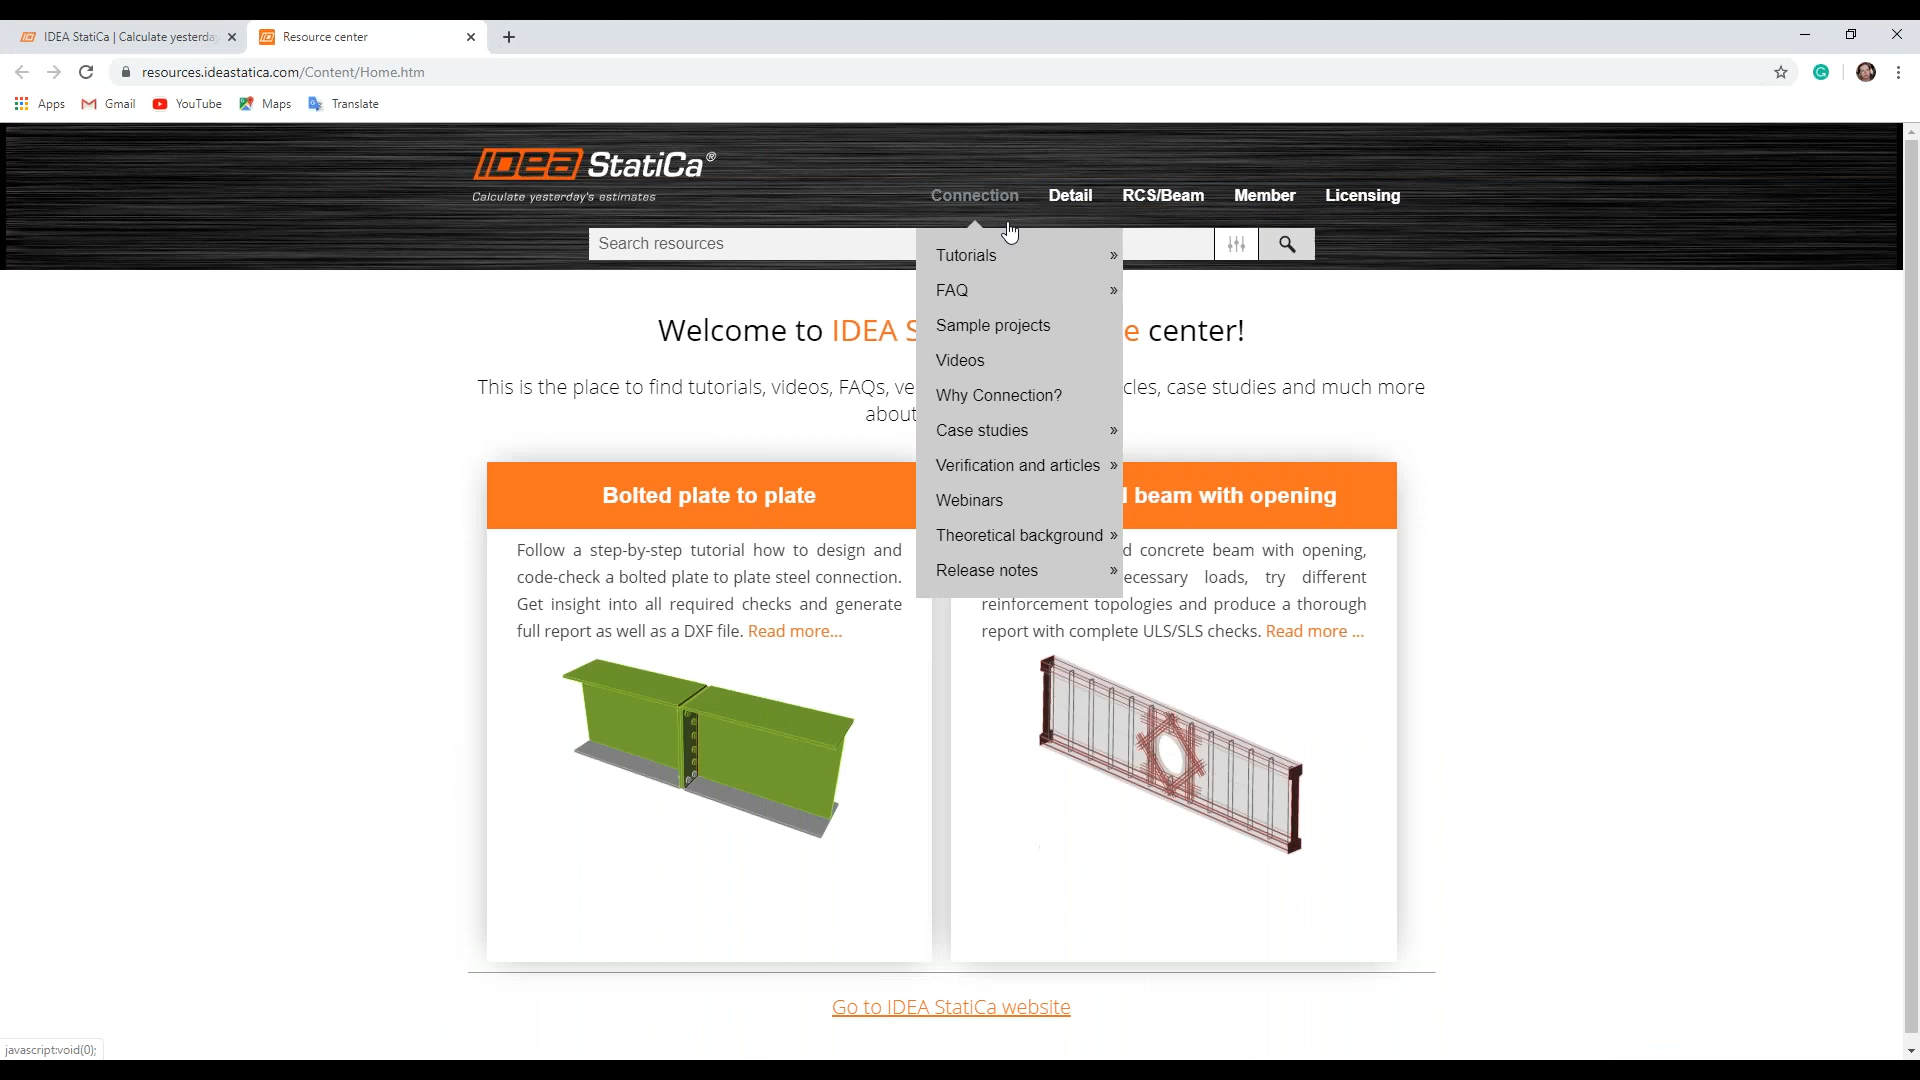 IDEA StatiCa | Calculate yesterda
Resource center
resources.ideastatica.com/Content/Home.htm
Apps
Gmail
YouTube
Maps
Translate
IDEA StatiCa®
Calculate yesterday's estimates
Connection
Detail
RCS/Beam
Member
Licensing
Search resources
Tutorials »
FAQ »
Sample projects
Videos
Why Connection?
Case studies »
Verification and articles »
Webinars
Theoretical background »
Release notes »
Welcome to IDEA S e center!
This is the place to find tutorials, videos, FAQs, ve cles, case studies and much more
about
Bolted plate to plate
Follow a step-by-step tutorial how to design and
code-check a bolted plate to plate steel connection.
Get insight into all required checks and generate
full report as well as a DXF file. Read more...
beam with opening
d concrete beam with opening,
ecessary loads, try different
reinforcement topologies and produce a thorough
report with complete ULS/SLS checks. Read more ...
Go to IDEA StatiCa website
javascript:void(0);